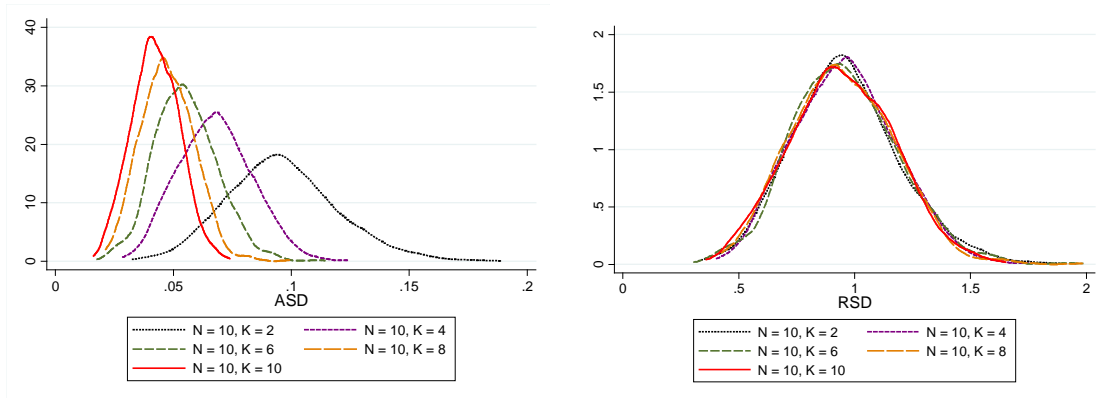 40
30
20
10
0
0 .05 .1 .15 .2
ASD
N = 10, K = 2 N = 10, K = 4
N = 10, K = 6 N = 10, K = 8
N = 10, K = 10
2
1.5
1
.5
0
0 .5 1 1.5 2
RSD
N = 10, K = 2 N = 10, K = 4
N = 10, K = 6 N = 10, K = 8
N = 10, K = 10